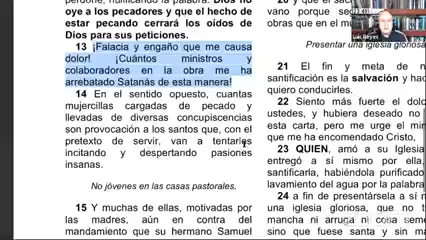 perdone, humillando la palabra. Dios no
oye a los pecadores y que el hecho de
estar pecando cerrará los oídos de
Dios para sus peticiones.
13 ¡Falacia y engaño que me causa
dolor! ¡Cuántos ministros y
colaboradores en la obra me ha
arrebatado Satanás de esta manera!
14 En el sentido opuesto, cuantas
mujercillas cargadas de pecado y
llevadas de diversas concupiscencias
son provocación a los santos que, con el
pretexto de servir, van a tentarles
incitando y despertando pasiones
insanas.
No jóvenes en las casas pastorales.
15 Y muchas de ellas, motivadas por
las madres, aún en contra del
mandamiento que su hermano Samuel
20
porque
obras que en el m
Presentar una iglesia gloriosa
21 El fin y meta de
santificación es la salvación y ha
quiero conducirles.
22 Siento más fuerte el dolo
ustedes, y hubiera deseado no
esta carta, pero me urge el mi
que me ha encomendado Cristo,
23 QUIEN, amó a su Iglesia
entregó a sí mismo por ella,
santificarla, habiéndola purificado
lavamiento del agua por la palabra
24 a fin de presentársela a sí m
una iglesia gloriosa, que no t
mancha ni arruga ni cosa seme
sino que fuese santa y sin ma
Luis Reyes